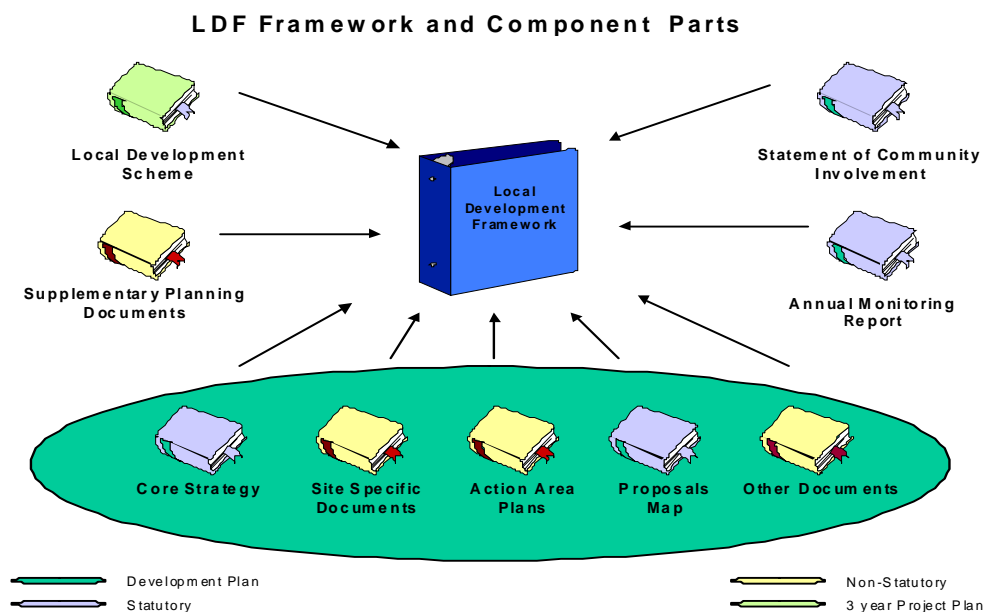 LDF Framework and Component Parts
Local Development
Scheme
Statement of Community
Involvement
Local
Development
Framework
Supplementary Planning
Documents
Annual Monitoring
Report
Core Strategy
Site Specific
Documents
Action Area
Plans
Proposals
Map
Other Documents
Development Plan
Statutory
Non-Statutory
3 year Project Plan